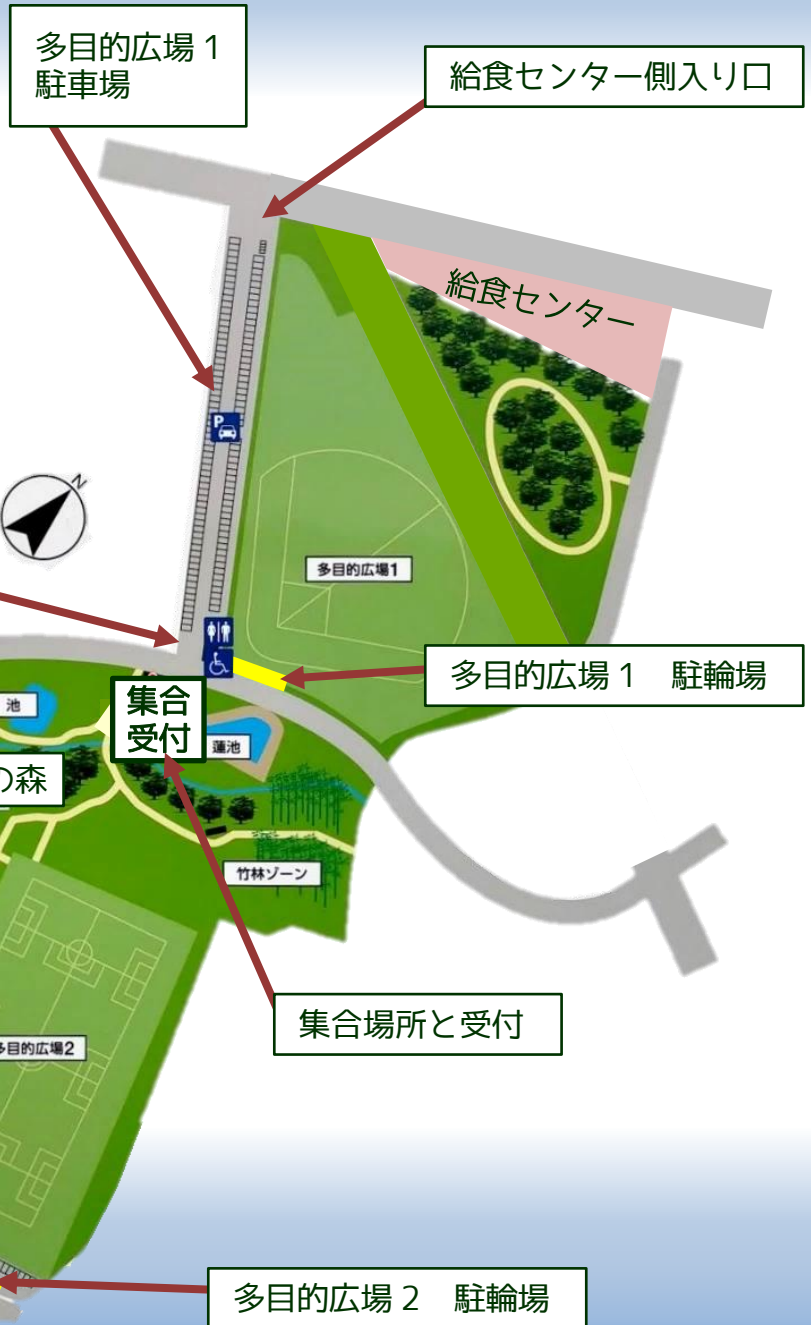 多目的広場１
駐車場
給食センター側入り口
給食センター
P
N
多目的広場1
多目的広場１　駐輪場
池
集合
受付
蓮池
の森
竹林ゾーン
集合場所と受付
多目的広場2
多目的広場２　駐輪場